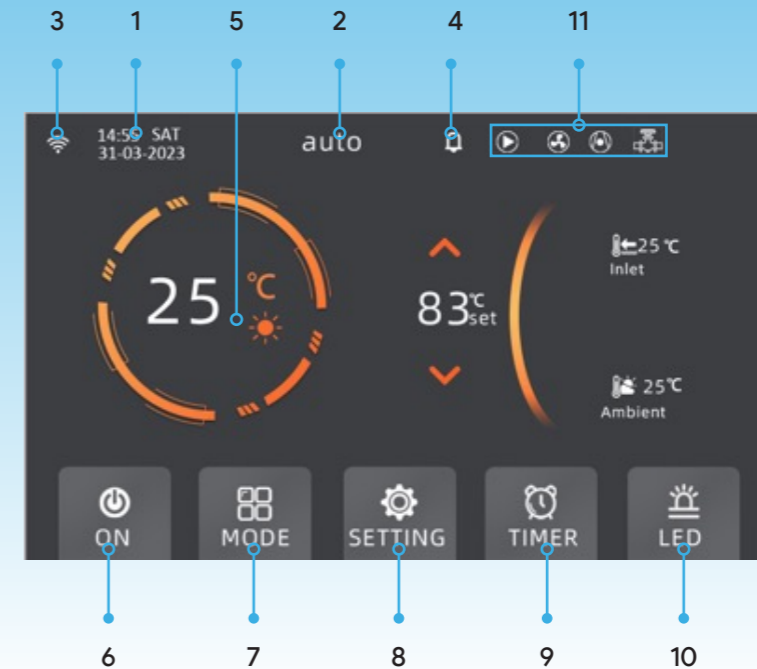 3 1 5 2 4 11
14:55 SAT
31-03-2023
auto
25 °C
83 °C
set
25 °C
Inlet
25°C
Ambient
ON MODE SETTING TIMER LED
6 7 8 9 10